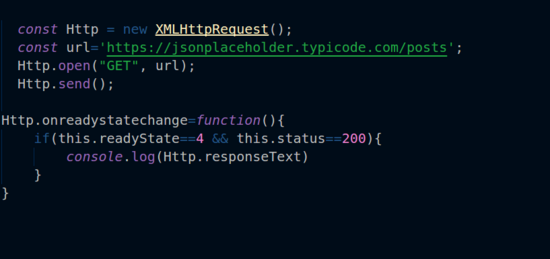 const Http = new XMLHttpRequest();
const url='https://jsonplaceholder.typicode.com/posts';
Http.open("GET", url);
Http.send();
Http.onreadystatechange=function(){
if(this.readyState==4 && this.status==200){
console.log(Http.responseText)
}
}